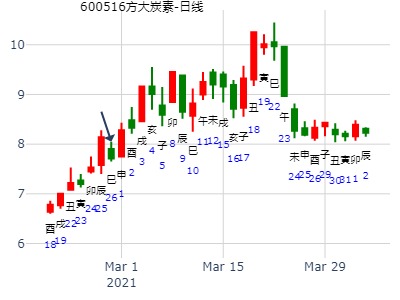 600516方大炭素-日线
10
9
8
7
6
酉
18
戌
19
丑
22
寅
23
卯
24
辰
25
巳
26
申
1
酉
2
戌
3
亥
4
子
5
卯
8
辰
9
巳
10
午
11
未
12
戌
15
亥
16
子
17
丑
18
寅
19
巳
22
午
23
未
24
申
25
酉
26
子
29
丑
30
寅
31
卯
1
辰
2
Mar 1
2021
Mar 15
Mar 29